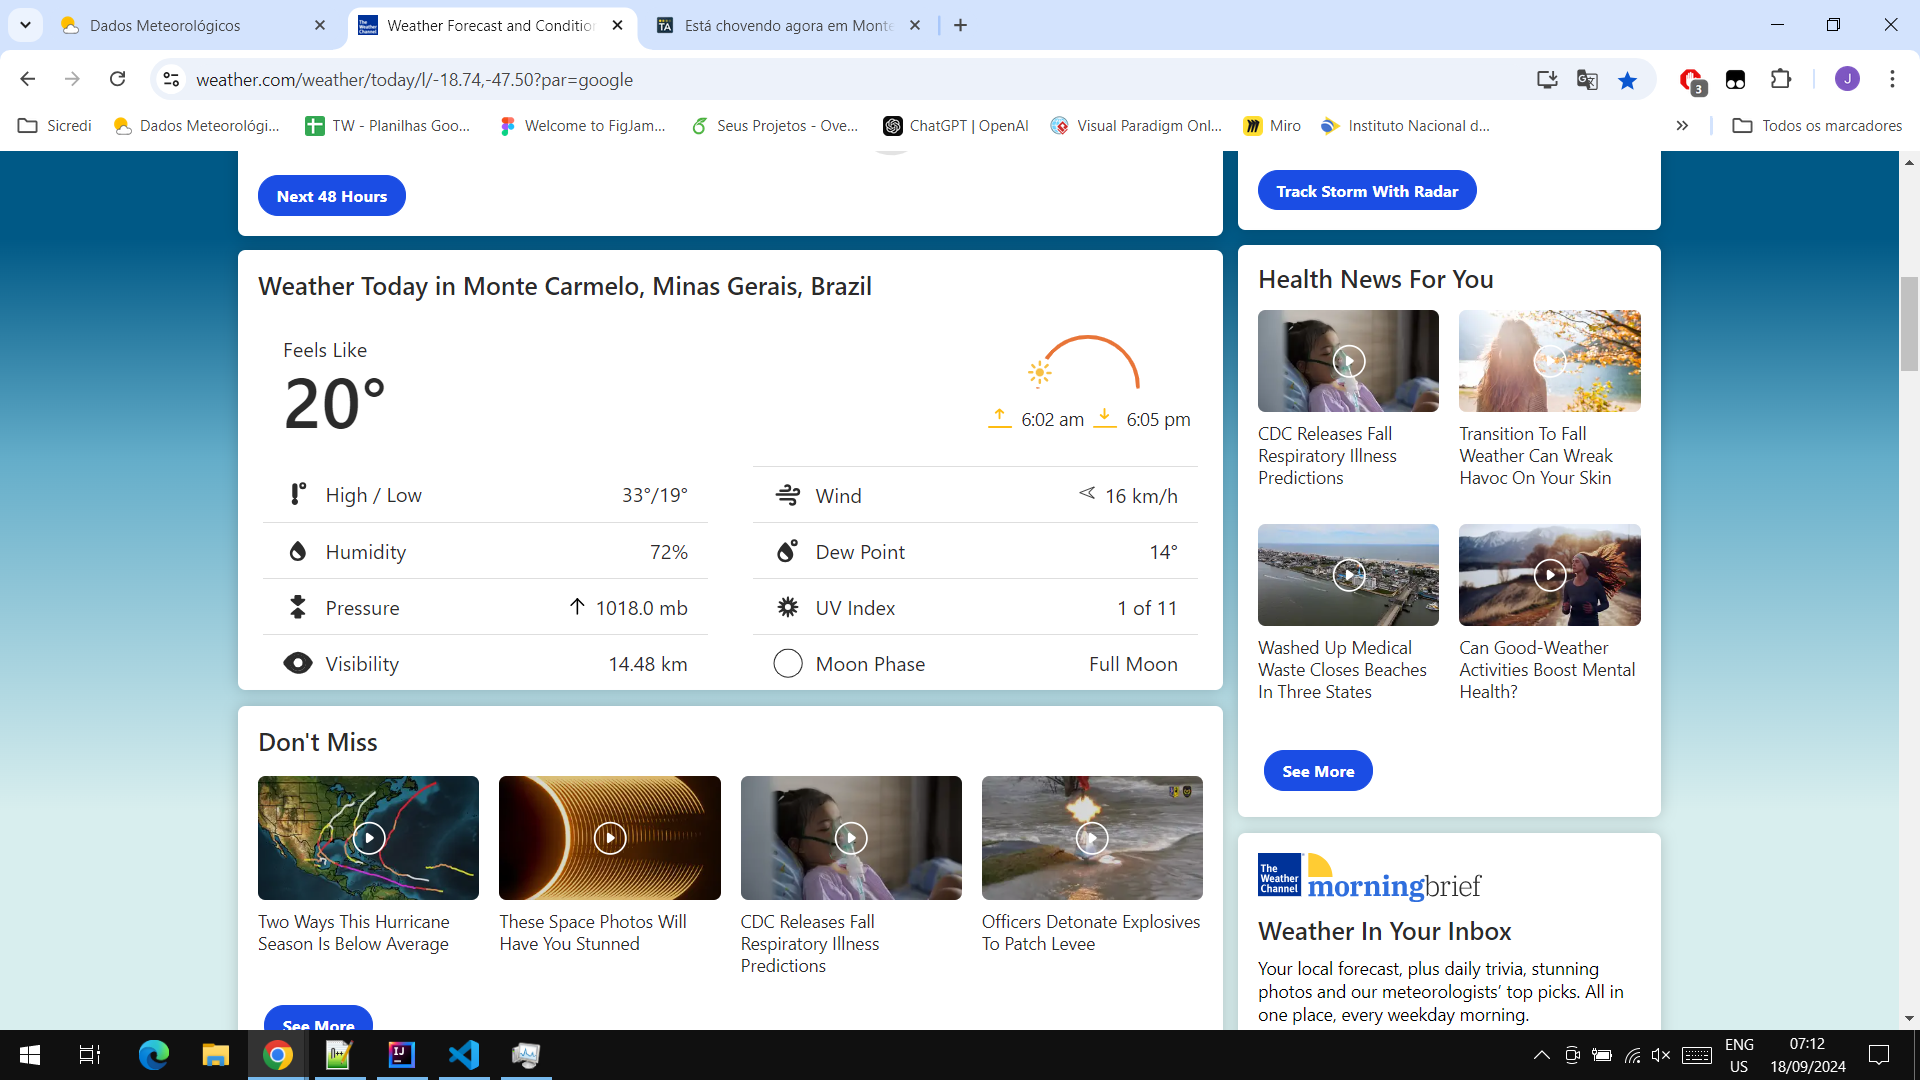 Dados Meteorológicos
Weather Forecast and Conditio
Está chovendo agora em Monte
weather.com/weather/today/l/-18.74,-47.50?par=google
3
J
Sicredi
Dados Meteorológi...
TW - Planilhas Goo...
Welcome to FigJam...
Seus Projetos - Ove...
ChatGPT | OpenAI
Visual Paradigm Onl...
Miro
Instituto Nacional d...
Todos os marcadores
Next 48 Hours
Track Storm With Radar
Weather Today in Monte Carmelo, Minas Gerais, Brazil
Feels Like
20°
6:02 am
6:05 pm
High / Low 33°/19°
Wind 16 km/h
Humidity 72%
Dew Point 14°
Pressure 1018.0 mb
UV Index 1 of 11
Visibility 14.48 km
Moon Phase Full Moon
Health News For You
CDC Releases Fall
Respiratory Illness
Predictions
Transition To Fall
Weather Can Wreak
Havoc On Your Skin
Washed Up Medical
Waste Closes Beaches
In Three States
Can Good-Weather
Activities Boost Mental
Health?
See More
Don't Miss
Two Ways This Hurricane
Season Is Below Average
These Space Photos Will
Have You Stunned
CDC Releases Fall
Respiratory Illness
Predictions
Officers Detonate Explosives
To Patch Levee
See More
The
Weather
Channel
morningbrief
Weather In Your Inbox
Your local forecast, plus daily trivia, stunning
photos and our meteorologists’ top picks. All in
one place, every weekday morning.
ENG
US
07:12
18/09/2024